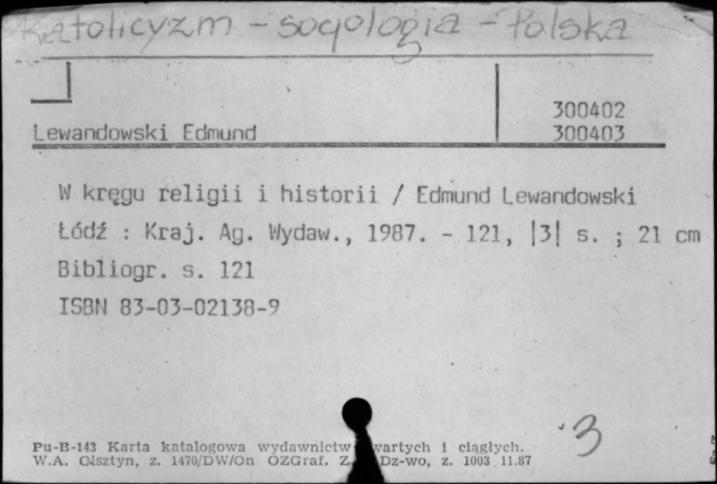 Katolicyzm - socjologia - Polska
300402
Lewandowski Edmund 300403
W kręgu religii i historii / Edmund Lewandowski
Łódź : Kraj. Ag. Wydaw., 1987. - 121, |3| s. ; 21 cm
Bibliogr. s. 121
ISBN 83-03-02138-9
3
Pu-B-143 Karta katalogowa wydawnictw wartych i ciągłych.
W.A. Olsztyn, z. 1470/DW/On OZGraf. Z. Dz-wo, z. 1003 11.87